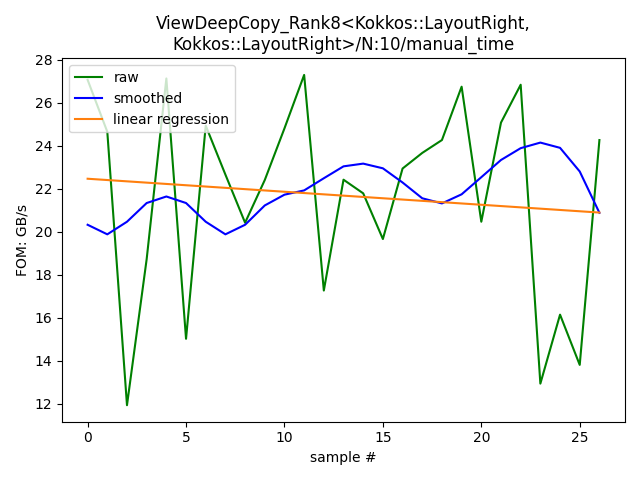 ViewDeepCopy_Rank8<Kokkos::LayoutRight,
Kokkos::LayoutRight>/N:10/manual_time
raw
smoothed
linear regression
FOM: GB/s
28
26
24
22
20
18
16
14
12
0
5
10
15
20
25
sample #